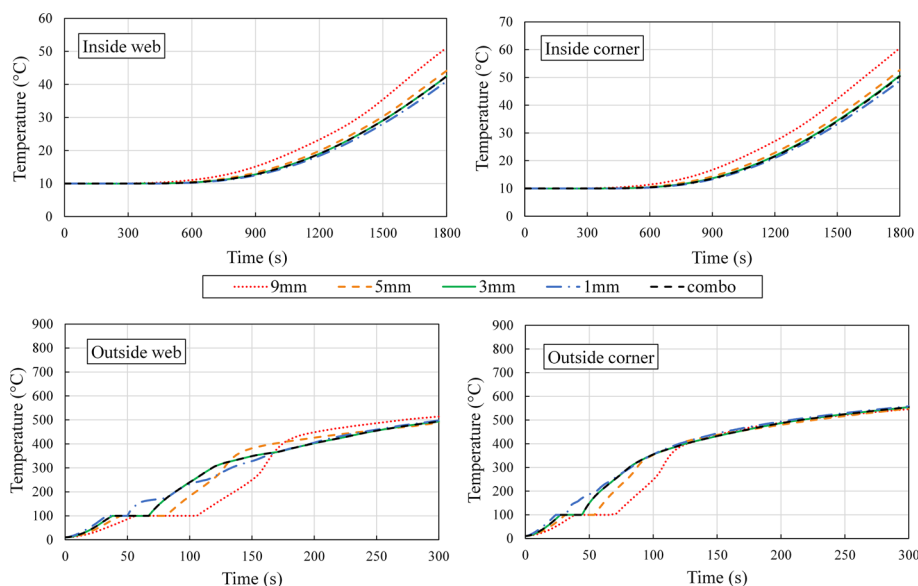 60
50
40
30
20
10
0
Temperature (°C)
Inside web
0 300 600 900 1200 1500 1800
Time (s)
70
60
50
40
30
20
10
0
Temperature (°C)
Inside corner
0 300 600 900 1200 1500 1800
Time (s)
9mm 5mm 3mm 1mm combo
900
800
700
600
500
400
300
200
100
0
Temperature (°C)
Outside web
0 50 100 150 200 250 300
Time (s)
900
800
700
600
500
400
300
200
100
0
Temperature (°C)
Outside corner
0 50 100 150 200 250 300
Time (s)